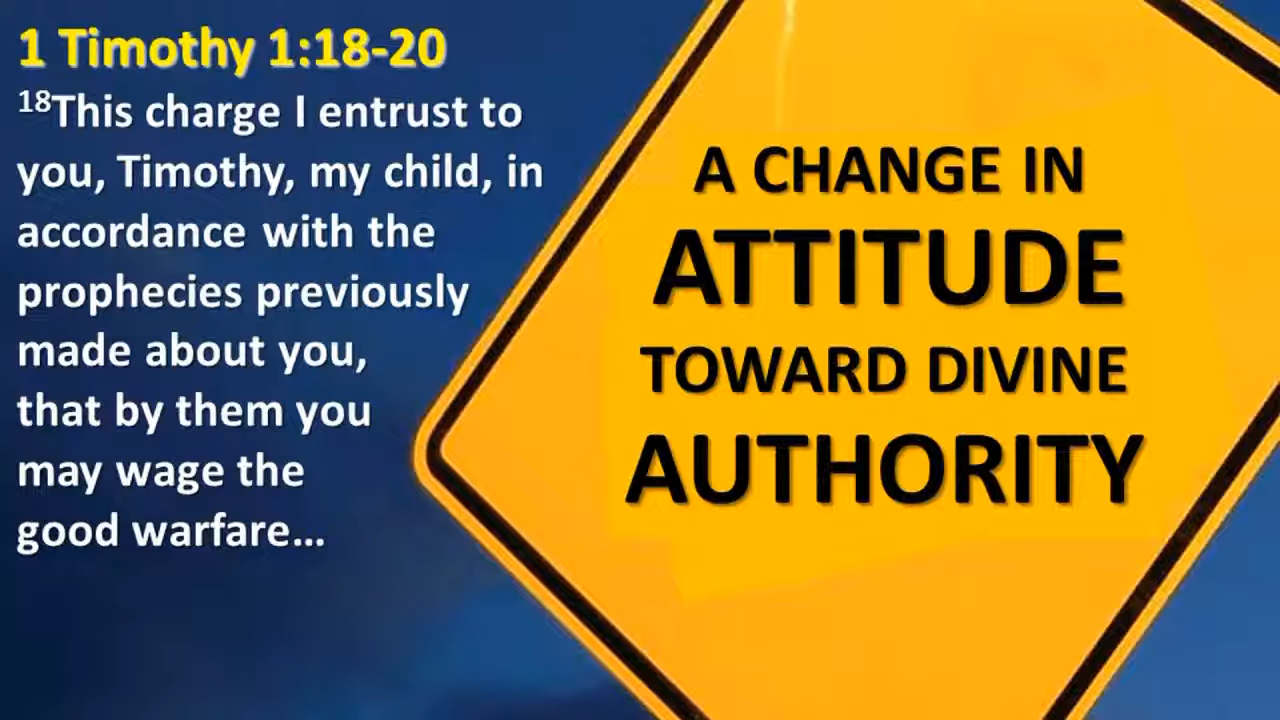 1 Timothy 1:18-20
18This charge I entrust to
you, Timothy, my child, in
accordance with the
prophecies previously
made about you,
that by them you
may wage the
good warfare...
A CHANGE IN
ATTITUDE
TOWARD DIVINE
AUTHORITY